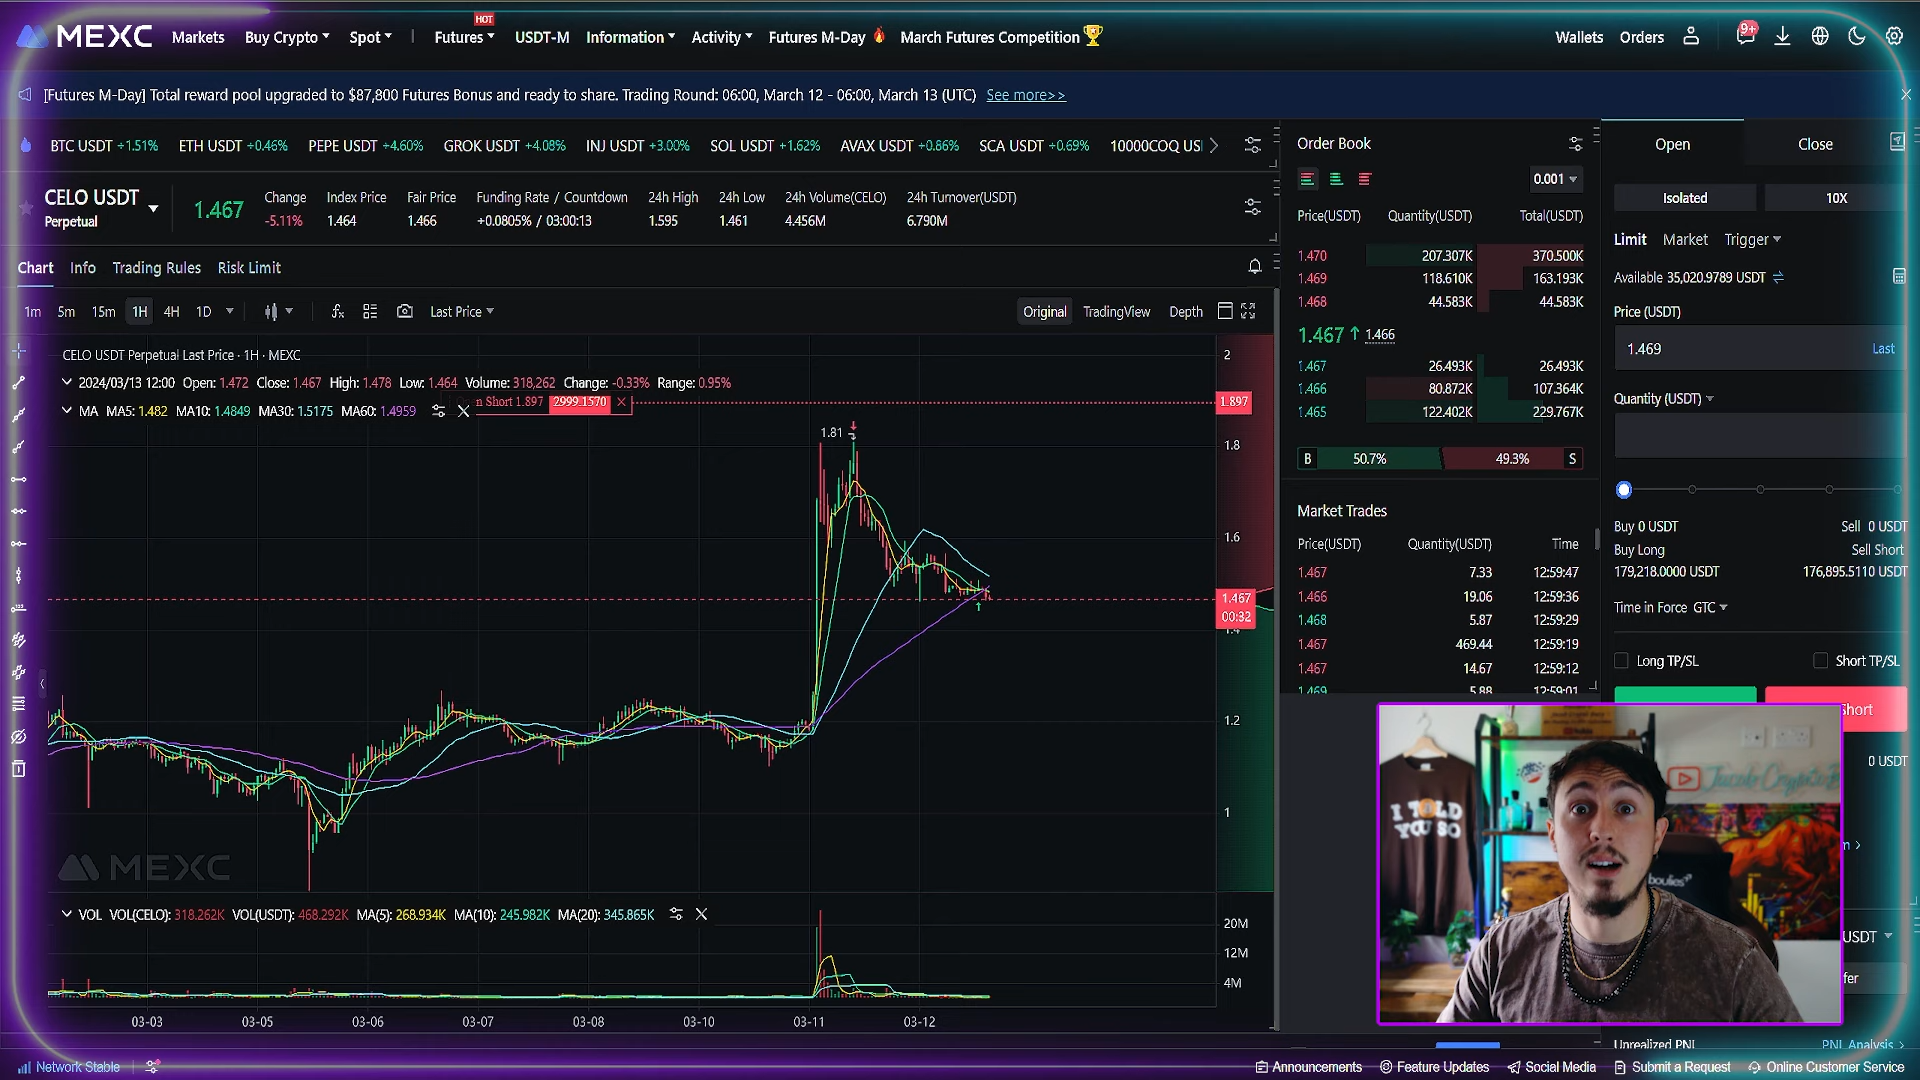 MEXC Markets Buy Crypto Spot Futures HOT USDT-M Information Activity Futures M-Day March Futures Competition Wallets Orders 9+
[Futures M-Day] Total reward pool upgraded to $87,800 Futures Bonus and ready to share. Trading Round: 06:00, March 12 - 06:00, March 13 (UTC) See more>>
BTC USDT +1.51% ETH USDT +0.46% PEPE USDT +4.60% GROK USDT +4.08% INJ USDT +3.00% SOL USDT +1.62% AVAX USDT +0.86% SCA USDT +0.69% 10000COQ US
CELO USDT
Perpetual
1.467
Change Index Price Fair Price Funding Rate / Countdown 24h High 24h Low 24h Volume(CELO) 24h Turnover(USDT)
-5.11% 1.464 1.466 +0.0805% / 03:00:13 1.595 1.461 4.456M 6.790M
Chart Info Trading Rules Risk Limit
1m 5m 15m 1H 4H 1D Last Price Original TradingView Depth
CELO USDT Perpetual Last Price · 1H · MEXC
2024/03/13 12:00 Open: 1.472 Close: 1.467 High: 1.478 Low: 1.464 Volume: 318,262 Change: -0.33% Range: 0.95%
MA MA5: 1.482 MA10: 1.4849 MA30: 1.5175 MA60: 1.4959
n Short 1.897 2999.1570
1.81
2
1.897
1.8
1.6
1.467
00:32
1.4
1.2
1
MEXC
VOL VOL(CELO): 318.262K VOL(USDT): 468.292K MA(5): 268.934K MA(10): 245.982K MA(20): 345.865K
20M
12M
4M
03-03 03-05 03-06 03-07 03-08 03-10 03-11 03-12
Order Book
0.001
Price(USDT) Quantity(USDT) Total(USDT)
1.470 207.307K 370.500K
1.469 118.610K 163.193K
1.468 44.583K 44.583K
1.467 1.466
1.467 26.493K 26.493K
1.466 80.872K 107.364K
1.465 122.402K 229.767K
B 50.7% 49.3% S
Market Trades
Price(USDT) Quantity(USDT) Time
1.467 7.33 12:59:47
1.466 19.06 12:59:36
1.468 5.87 12:59:29
1.467 469.44 12:59:19
1.467 14.67 12:59:12
1.469 5.88 12:59:01
Open Close
Isolated 10X
Limit Market Trigger
Available 35,020.9789 USDT
Price (USDT)
1.469 Last
Quantity (USDT)
Buy 0 USDT Sell 0 USDT
Buy Long Sell Short
179,218.0000 USDT 176,895.5110 USDT
Time in Force GTC
Long TP/SL Short TP/SL
Short
0 USDT
I TOLD
YOU SO
Jacob Crypto B
boulies
USDT
fer
Unrealized PNL PNL Analysis
Network Stable Announcements Feature Updates Social Media Submit a Request Online Customer Service